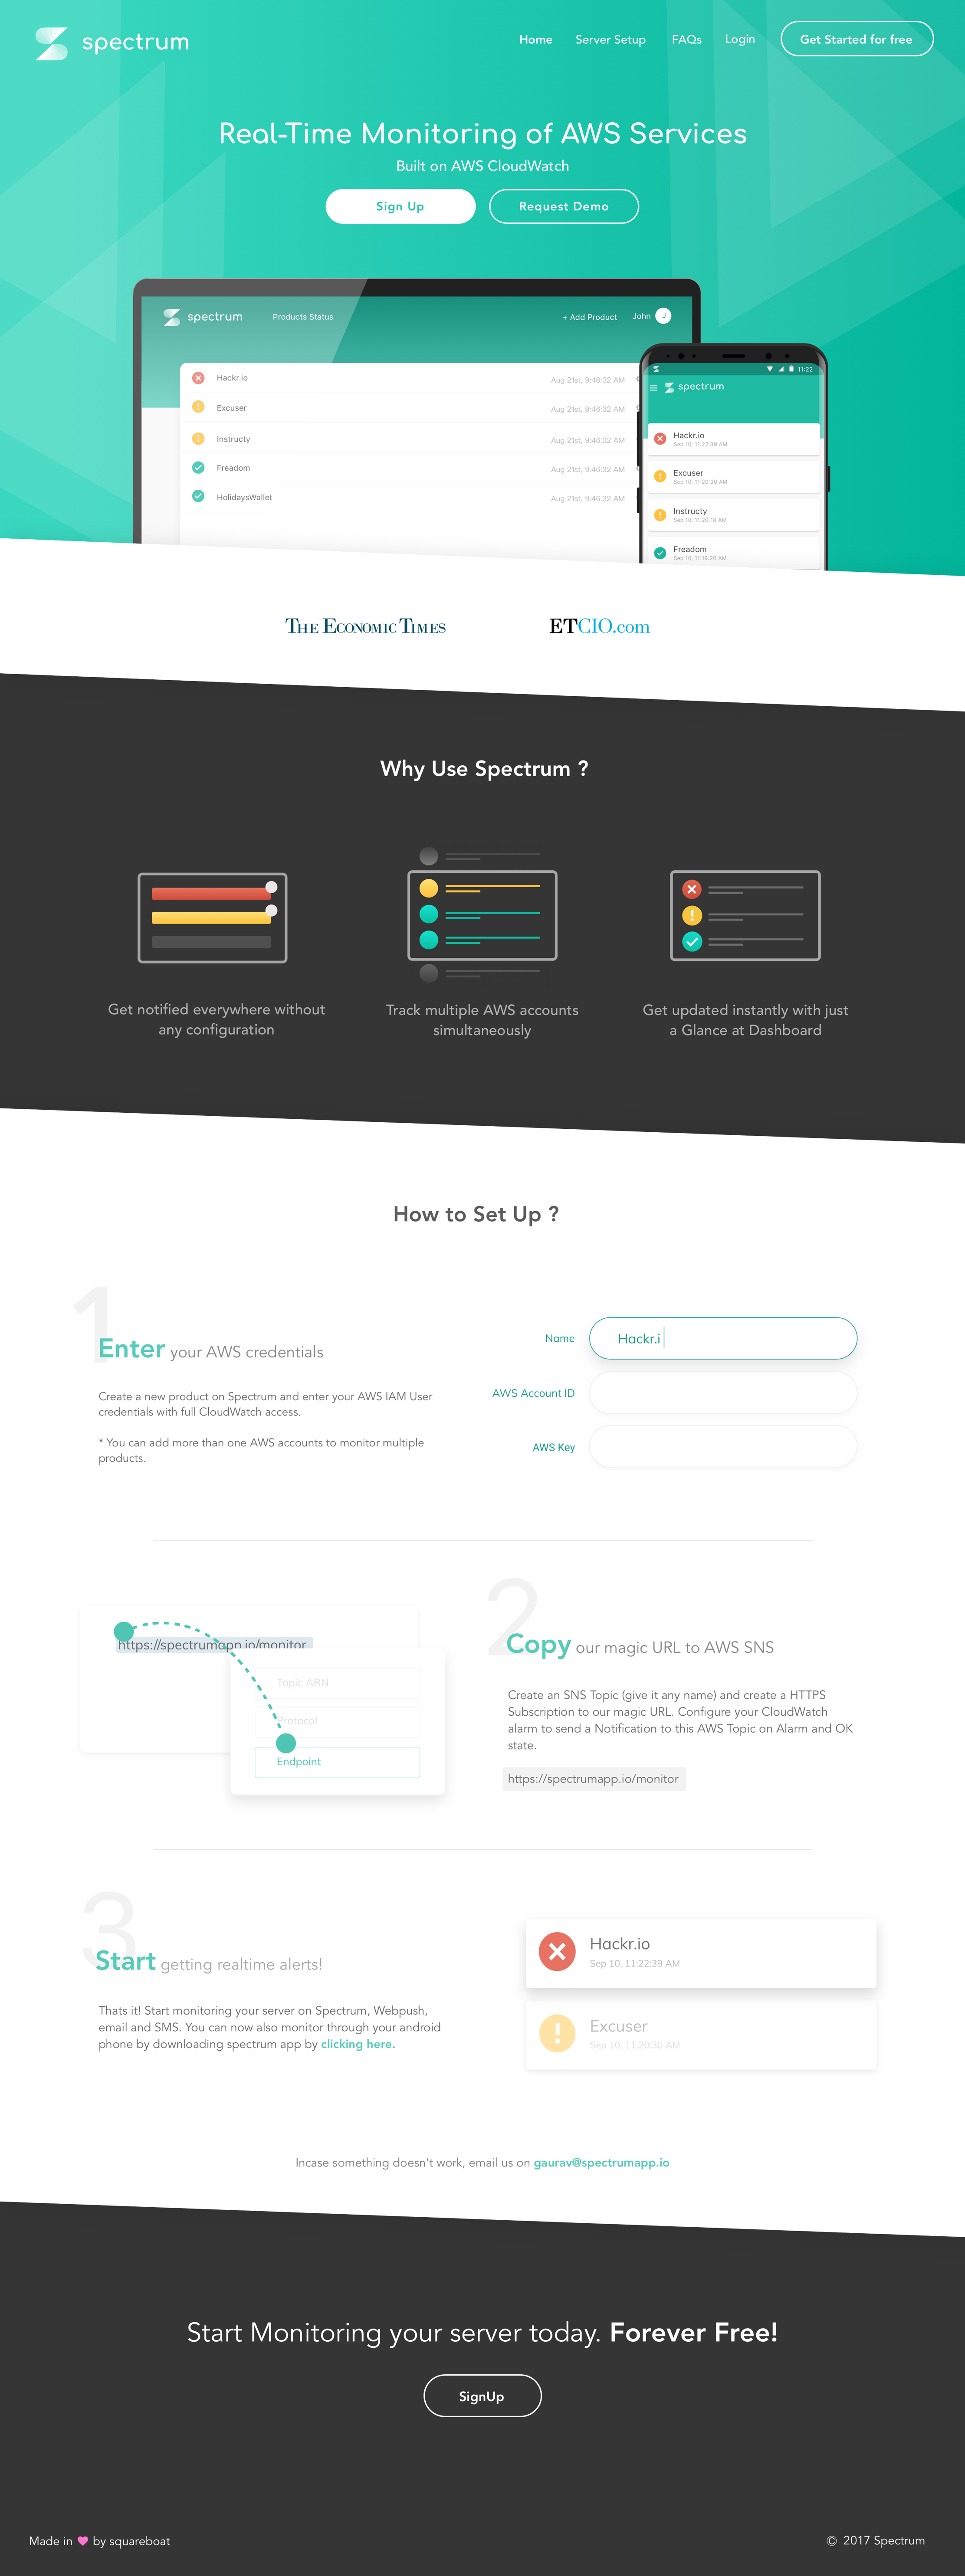 spectrum
Home
Server Setup
FAQs
Login
Get Started for free
Real-Time Monitoring of AWS Services
Built on AWS CloudWatch
Sign Up
Request Demo
spectrum
Products Status
+ Add Product
John
J
Hackr.io
Aug 21st, 9:46:32 AM
Excuser
Aug 21st, 9:46:32 AM
Instructy
Aug 21st, 9:46:32 AM
Freadom
Aug 21st, 9:46:32 AM
HolidaysWallet
Aug 21st, 9:46:32 AM
11:22
spectrum
Hackr.io
Sep 10, 11:22:39 AM
Excuser
Sep 10, 11:20:30 AM
Instructy
Sep 10, 11:20:18 AM
Freadom
Sep 10, 11:19:20 AM
THE ECONOMIC TIMES
ETCIO.com
Why Use Spectrum ?
Get notified everywhere without
any configuration
Track multiple AWS accounts
simultaneously
Get updated instantly with just
a Glance at Dashboard
How to Set Up ?
1
Enter your AWS credentials
Create a new product on Spectrum and enter your AWS IAM User
credentials with full CloudWatch access.
* You can add more than one AWS accounts to monitor multiple
products.
Name
Hackr.i
AWS Account ID
AWS Key
https://spectrumapp.io/monitor
Topic ARN
Protocol
Endpoint
2
Copy our magic URL to AWS SNS
Create an SNS Topic (give it any name) and create a HTTPS
Subscription to our magic URL. Configure your CloudWatch
alarm to send a Notification to this AWS Topic on Alarm and OK
state.
https://spectrumapp.io/monitor
3
Start getting realtime alerts!
Thats it! Start monitoring your server on Spectrum, Webpush,
email and SMS. You can now also monitor through your android
phone by downloading spectrum app by clicking here.
Hackr.io
Sep 10, 11:22:39 AM
Excuser
Sep 10, 11:20:30 AM
Incase something doesn't work, email us on gaurav@spectrumapp.io
Start Monitoring your server today. Forever Free!
SignUp
Made in ♥ by squareboat
© 2017 Spectrum